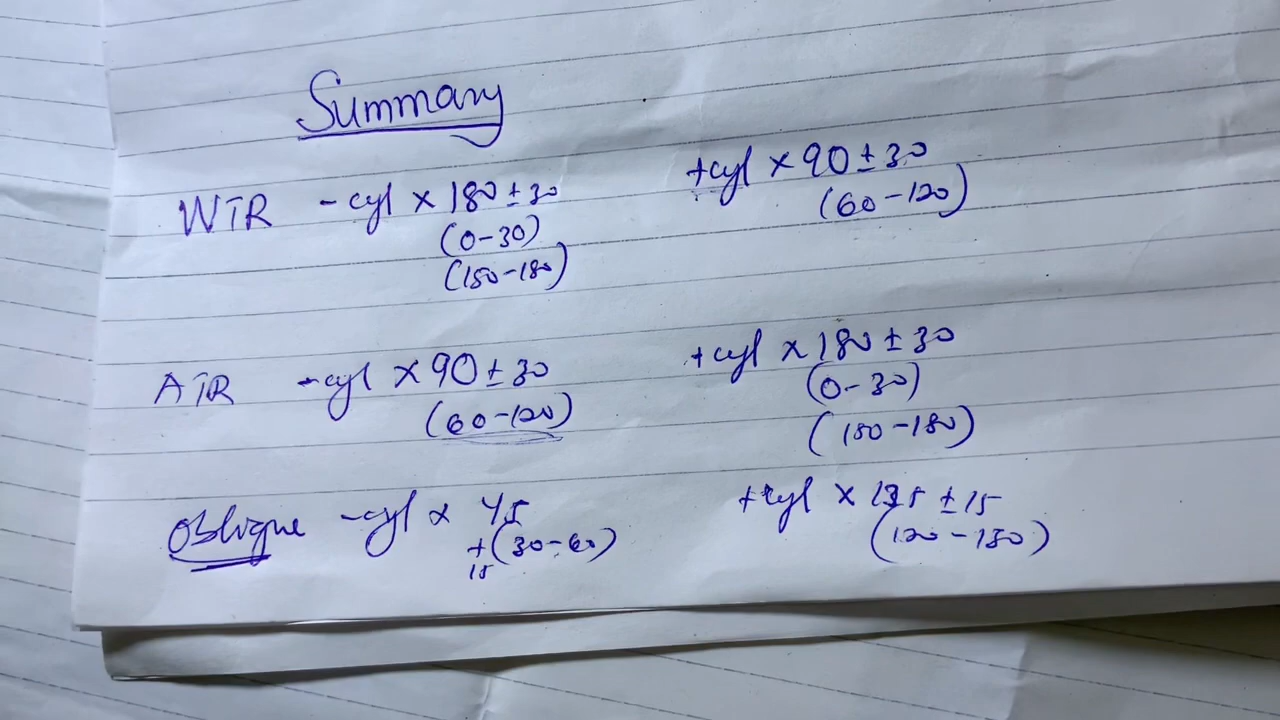 Summary
WTR -cyl × 180 ± 30 +cyl × 90 ± 30
(0-30) (60-120)
(150-180)
ATR -cyl × 90 ± 30 +cyl × 180 ± 30
(60-120) (0-30)
(150-180)
Oblique -cyl × 45 +cyl × 135 ± 15
±15 (30-60) (120-150)